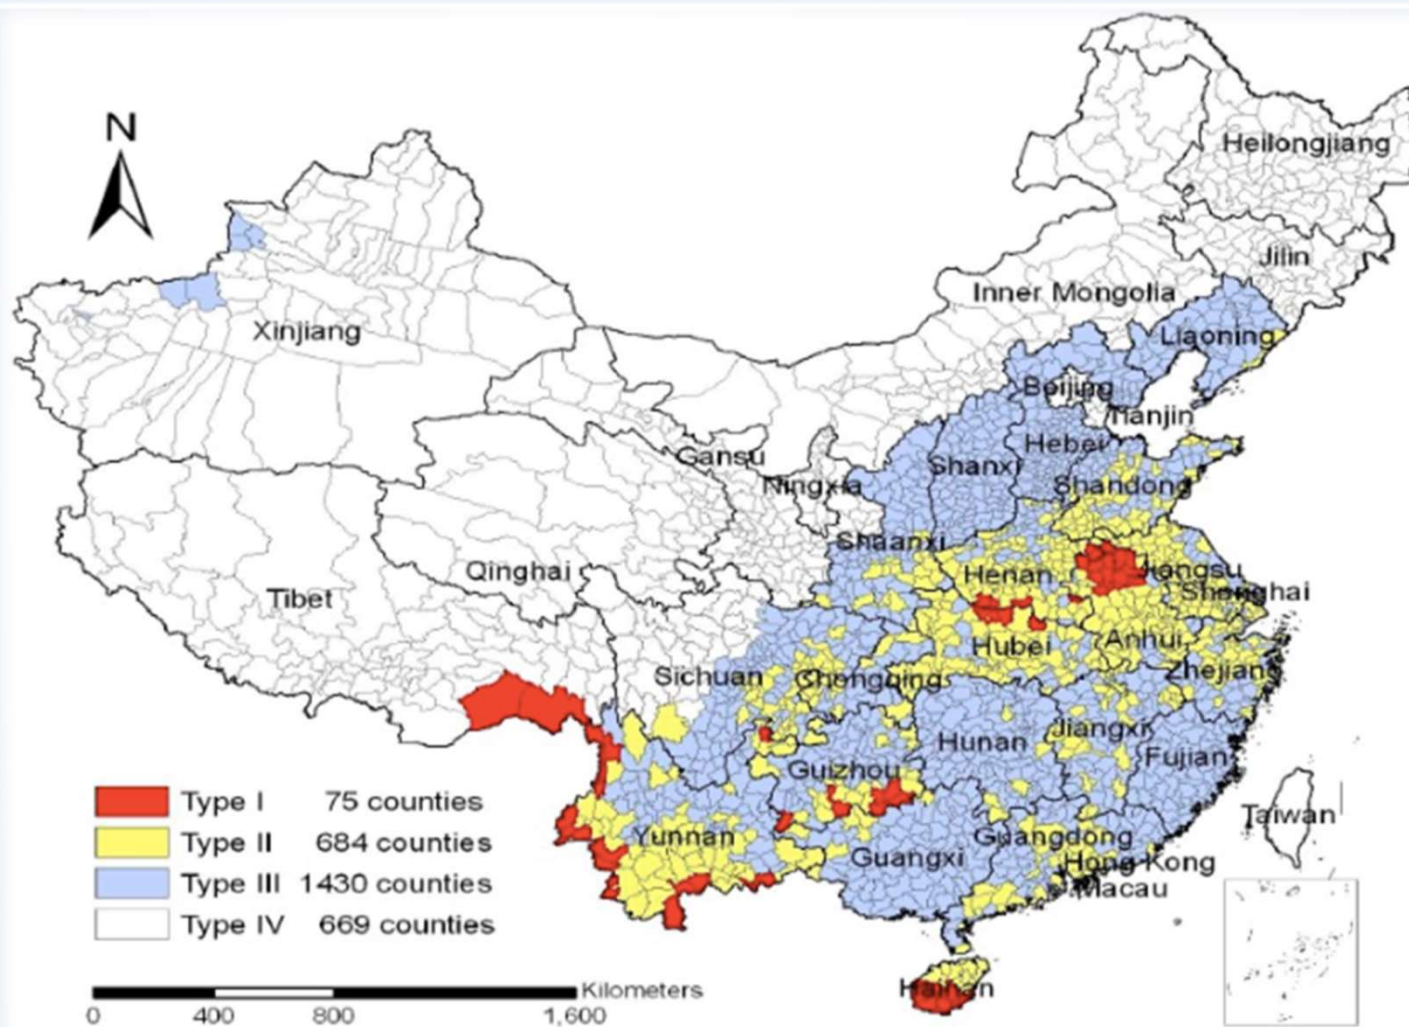 N
Heilongjiang
Jilin
Inner Mongolia
Liaoning
Xinjiang
Beijing
Tianjin
Hebei
Gansu
Shanxi
Ningxia
Shandong
Shaanxi
Qinghai
Henan
Jiangsu
Tibet
Shanghai
Hubei
Anhui
Sichuan
Chongqing
Zhejiang
Hunan
Jiangxi
Fujian
Guizhou
Type I 75 counties
Taiwan
Type II 684 counties
Yunnan
Guangdong
Guangxi
Hong Kong
Type III 1430 counties
Macau
Type IV 669 counties
Hainan
Kilometers
0 400 800 1,600